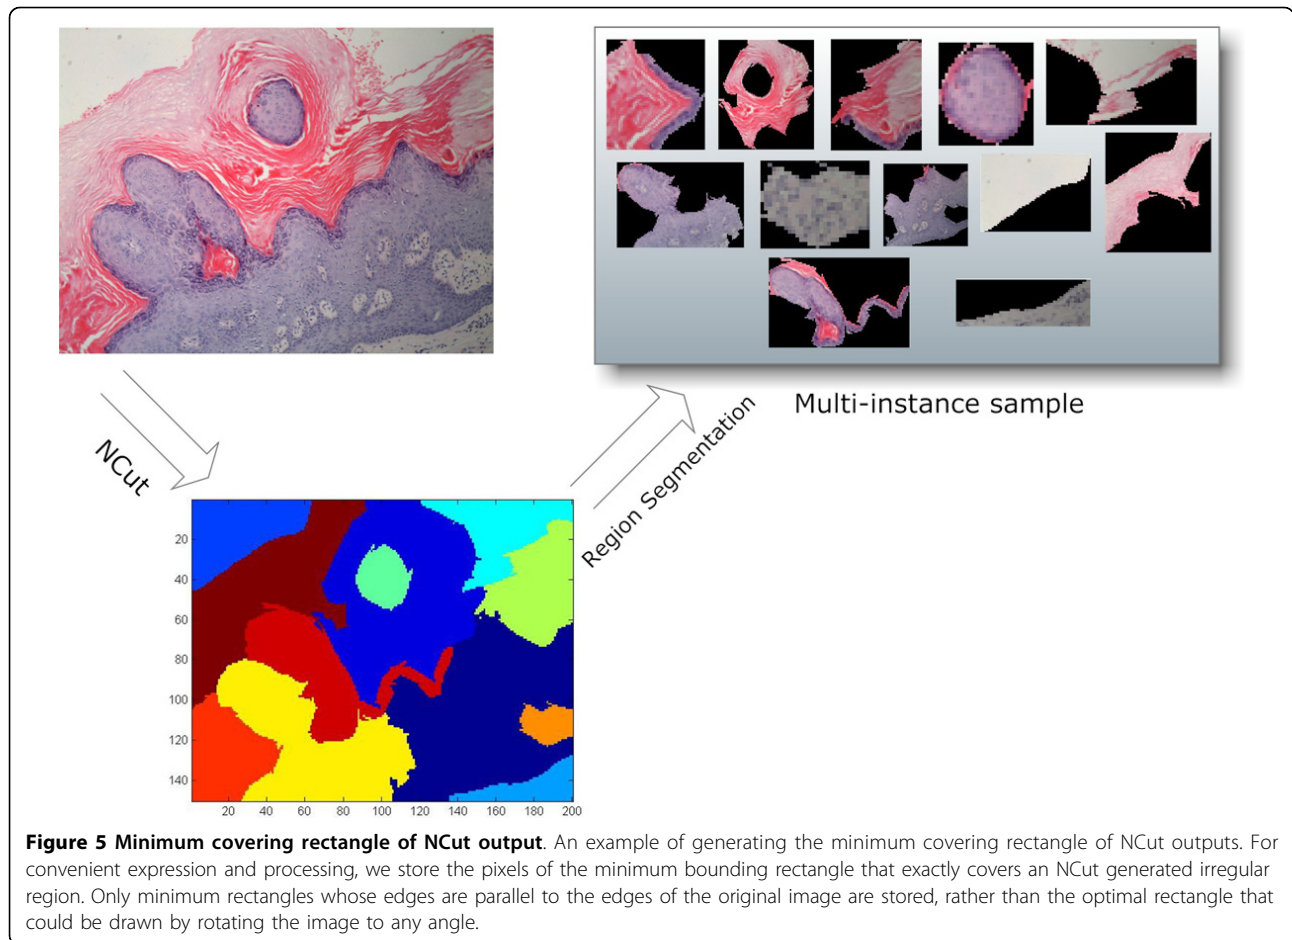 Multi-instance sample
NCut
Region Segmentation
20
40
60
80
100
120
140
20 40 60 80 100 120 140 160 180 200
Figure 5 Minimum covering rectangle of NCut output. An example of generating the minimum covering rectangle of NCut outputs. For
convenient expression and processing, we store the pixels of the minimum bounding rectangle that exactly covers an NCut generated irregular
region. Only minimum rectangles whose edges are parallel to the edges of the original image are stored, rather than the optimal rectangle that
could be drawn by rotating the image to any angle.